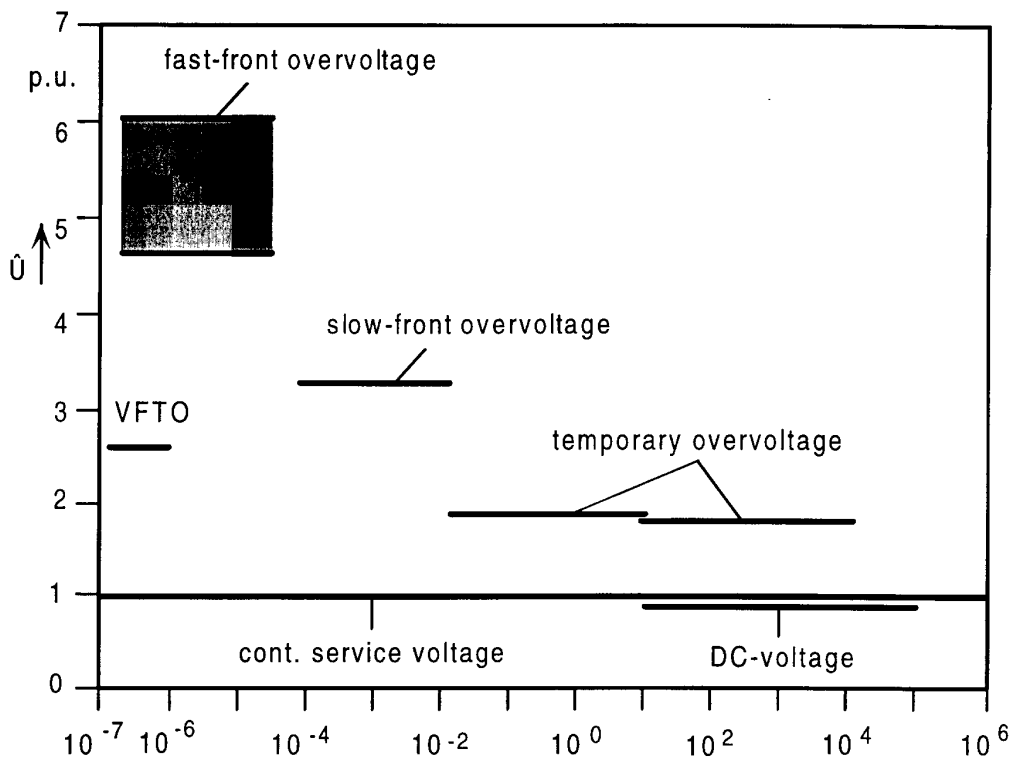 7
fast-front overvoltage
p.u.
6
5
Û
4
slow-front overvoltage
3
VFTO
temporary overvoltage
2
1
cont. service voltage
DC-voltage
0
10⁻⁷ 10⁻⁶ 10⁻⁴ 10⁻² 10⁰ 10² 10⁴ 10⁶